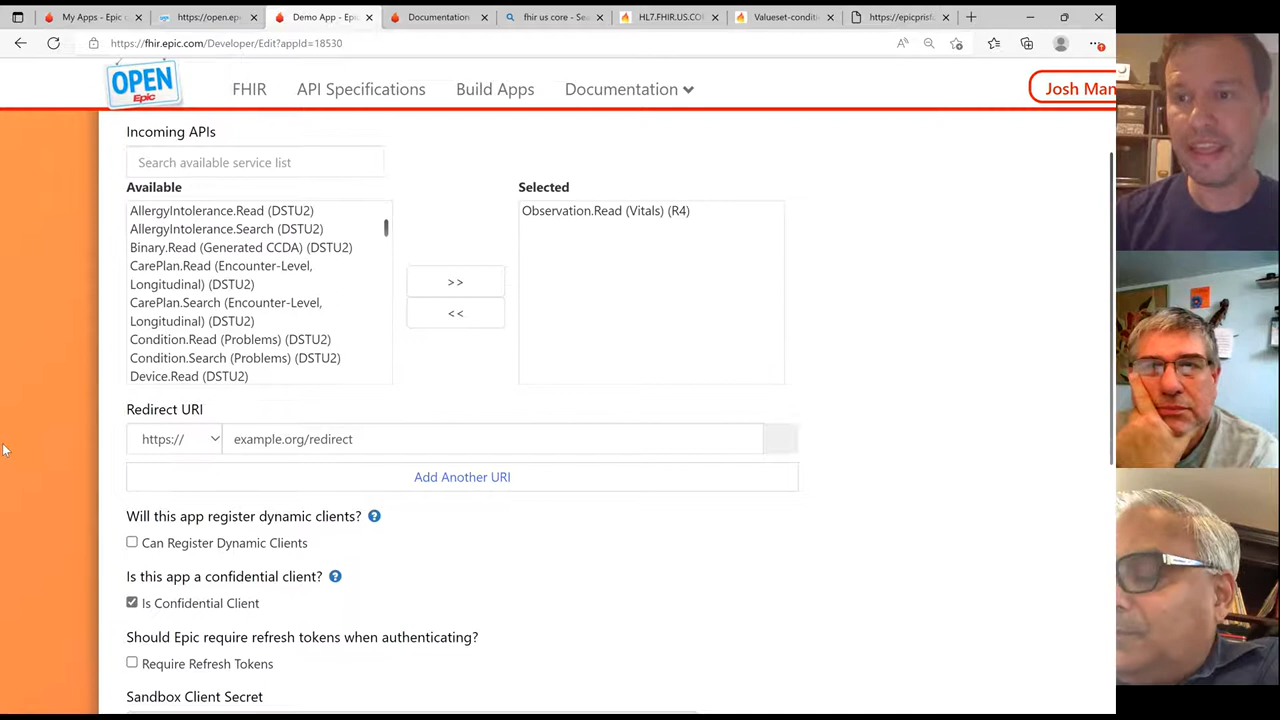 My Apps - Epic
https://open.ep
Demo App - Epi
Documentation
fhir us core - Se
HL7.FHIR.US.CO
Valueset-conditi
https://epicprisf
https://fhir.epic.com/Developer/Edit?appId=18530
OPEN
Epic
FHIR
API Specifications
Build Apps
Documentation
Josh Man
Incoming APIs
Search available service list
Available
Selected
AllergyIntolerance.Read (DSTU2)
AllergyIntolerance.Search (DSTU2)
Binary.Read (Generated CCDA) (DSTU2)
CarePlan.Read (Encounter-Level,
Longitudinal) (DSTU2)
CarePlan.Search (Encounter-Level,
Longitudinal) (DSTU2)
Condition.Read (Problems) (DSTU2)
Condition.Search (Problems) (DSTU2)
Device.Read (DSTU2)
>>
<<
Observation.Read (Vitals) (R4)
Redirect URI
https://
example.org/redirect
Add Another URI
Will this app register dynamic clients?
Can Register Dynamic Clients
Is this app a confidential client?
Is Confidential Client
Should Epic require refresh tokens when authenticating?
Require Refresh Tokens
Sandbox Client Secret